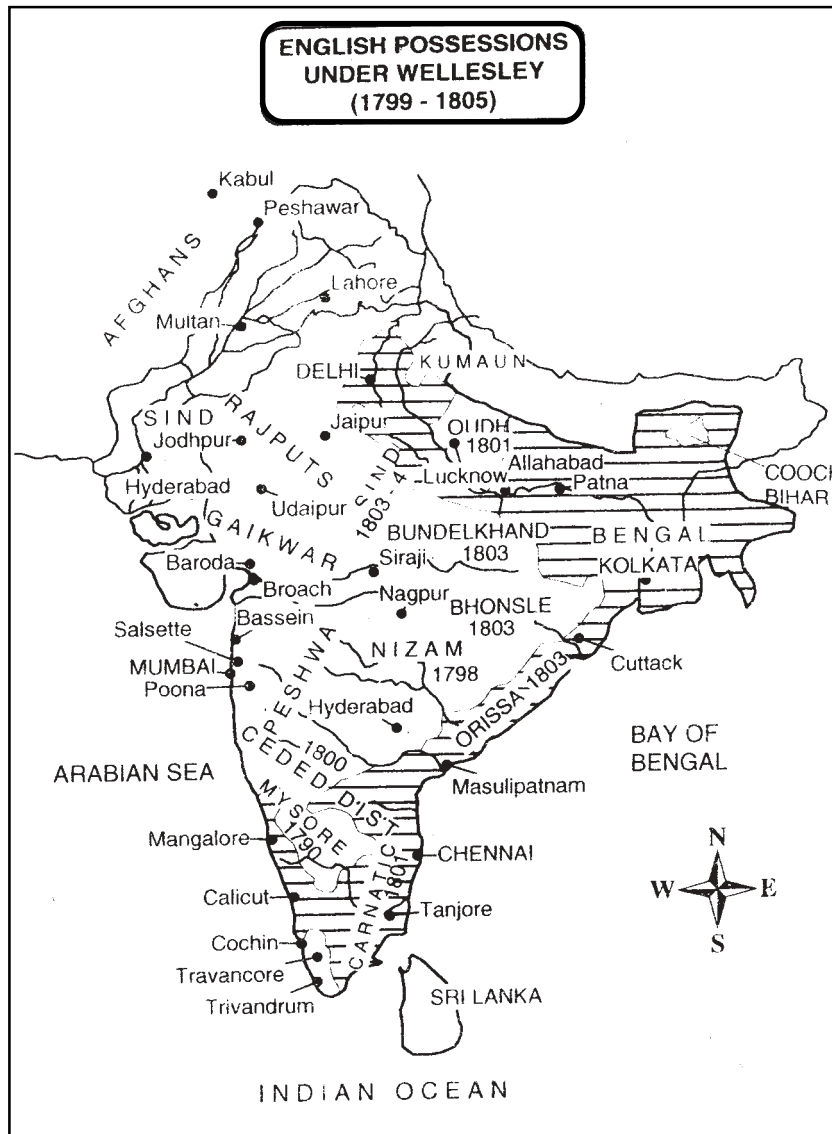 ENGLISH POSSESSIONS
UNDER WELLESLEY
(1799 - 1805)
Kabul
Peshawar
AFGHANS
Lahore
Multan
KUMAUN
DELHI
SIND
RAJPUTS
Jaipur
OUDH
1801
Jodhpur
SIND
1803-4
Lucknow
Allahabad
Patna
COOCH
BIHAR
Hyderabad
Udaipur
GAIKWAR
BUNDELKHAND
1803
BENGAL
KOLKATA
Baroda
Siraji
Broach
Nagpur
BHONSLE
1803
Bassein
Salsette
PESHWA
NIZAM
1798
Cuttack
MUMBAI
Poona
Hyderabad
ORISSA 1803
BAY OF
BENGAL
1800
CEDED DIST
ARABIAN SEA
Masulipatnam
MYSORE
1790
Mangalore
CHENNAI
CARNATIC
1801
Calicut
Tanjore
Cochin
Travancore
Trivandrum
SRI LANKA
N
W
E
S
INDIAN OCEAN